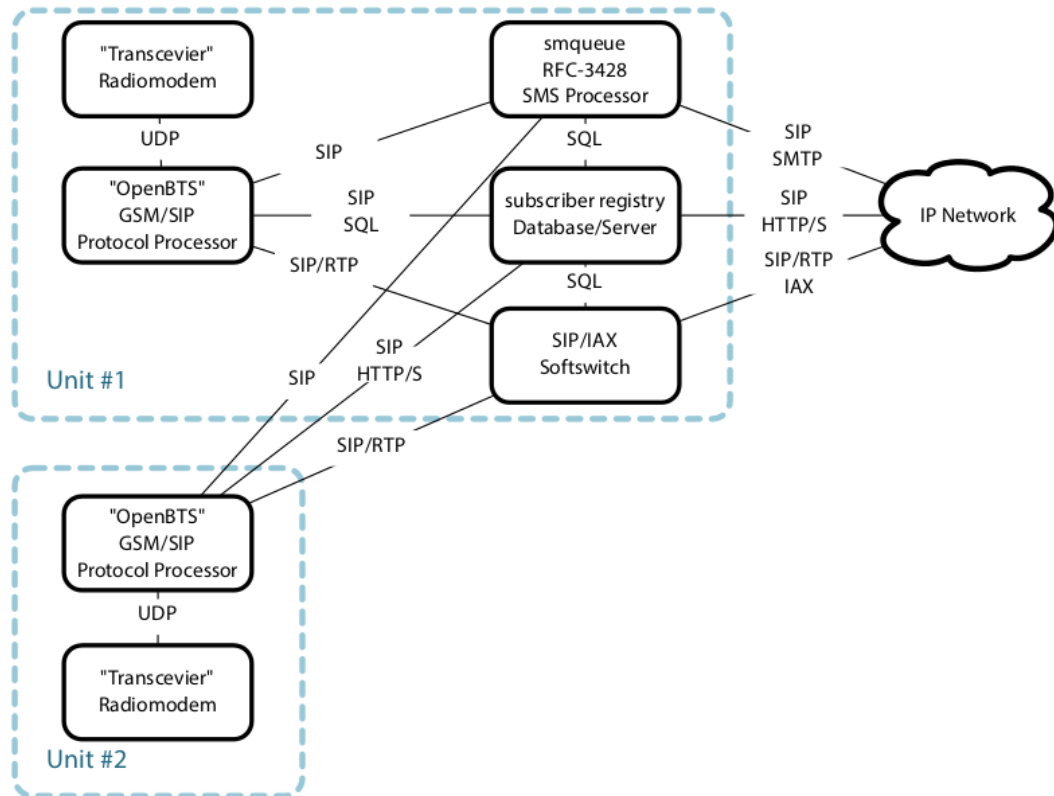 "Transcevier"
Radiomodem
smqueue
RFC-3428
SMS Processor
UDP
SIP
SQL
SIP
SMTP
"OpenBTS"
GSM/SIP
Protocol Processor
SIP
SQL
subscriber registry
Database/Server
SIP
HTTP/S
IP Network
SIP/RTP
SQL
SIP/RTP
IAX
SIP/IAX
Softswitch
SIP
HTTP/S
SIP
Unit #1
SIP/RTP
"OpenBTS"
GSM/SIP
Protocol Processor
UDP
"Transcevier"
Radiomodem
Unit #2